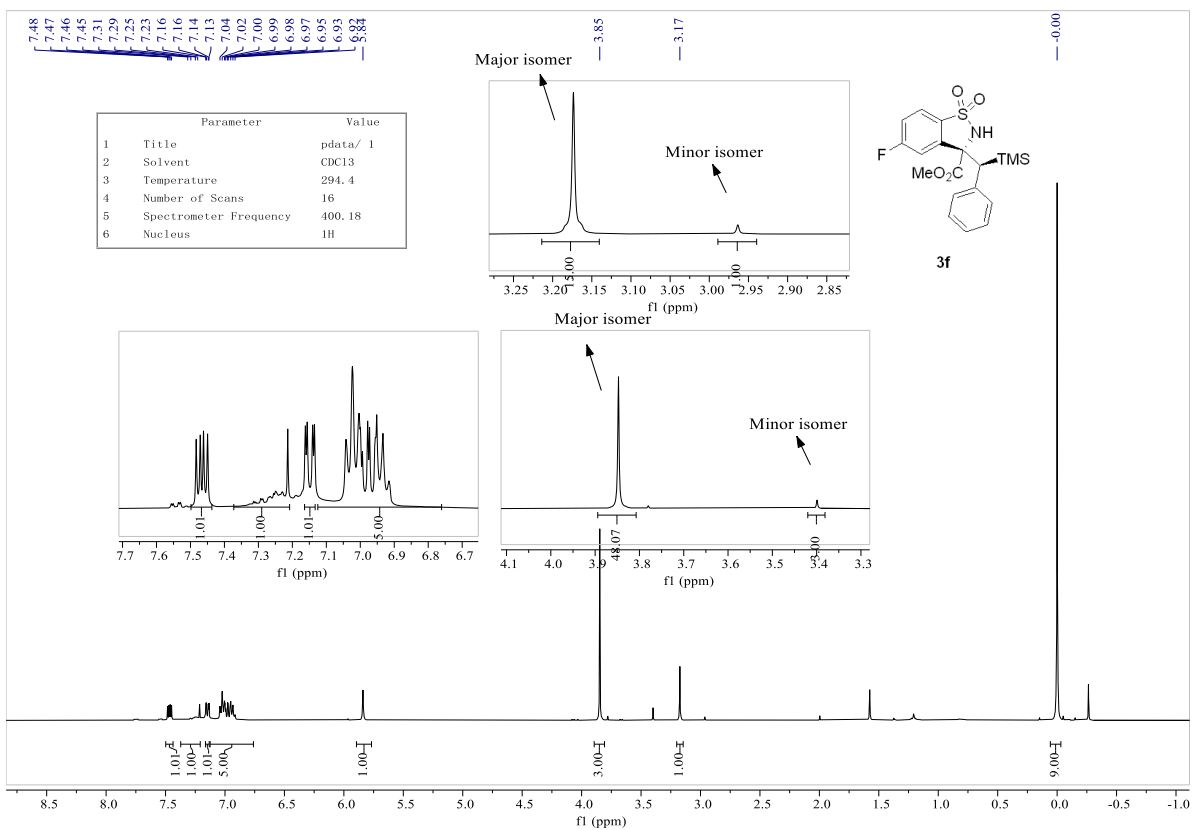 7.48
7.47
7.46
7.45
7.31
7.29
7.25
7.23
7.16
7.16
7.14
7.13
7.04
7.02
7.00
6.99
6.98
6.97
6.95
6.93
6.92
5.84
3.85
3.17
-0.00
Parameter Value
1 Title pdata/ 1
2 Solvent CDCl3
3 Temperature 294.4
4 Number of Scans 16
5 Spectrometer Frequency 400.18
6 Nucleus 1H
Major isomer
Minor isomer
15.00
1.00
3.25 3.20 3.15 3.10 3.05 3.00 2.95 2.90 2.85
f1 (ppm)
O O
S
NH
F
MeO2C
TMS
3f
Major isomer
Minor isomer
48.07
3.00
4.1 4.0 3.9 3.8 3.7 3.6 3.5 3.4 3.3
f1 (ppm)
1.01
1.00
1.01
5.00
7.7 7.6 7.5 7.4 7.3 7.2 7.1 7.0 6.9 6.8 6.7
f1 (ppm)
1.01
1.00
1.01
5.00
1.00
3.00
1.00
9.00
8.5 8.0 7.5 7.0 6.5 6.0 5.5 5.0 4.5 4.0 3.5 3.0 2.5 2.0 1.5 1.0 0.5 0.0 -0.5 -1.0
f1 (ppm)